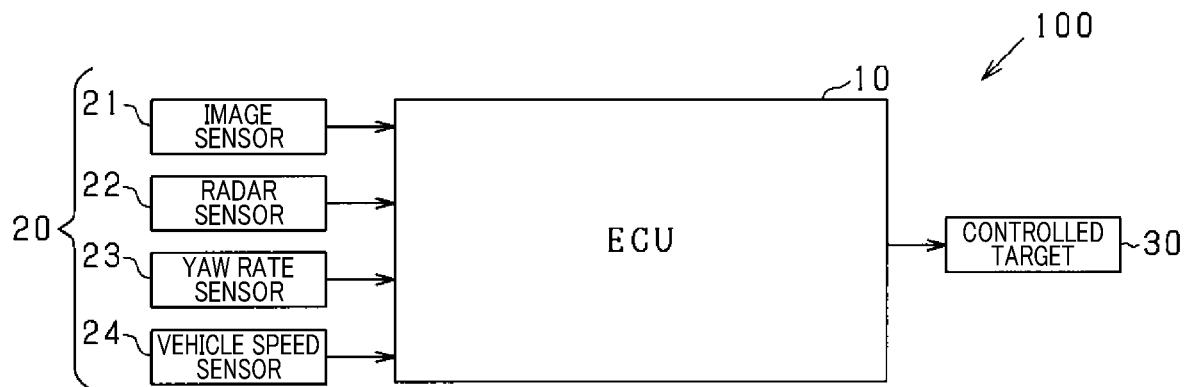 100
10
21
IMAGE
SENSOR
22
RADAR
SENSOR
20
ECU
CONTROLLED
TARGET
30
23
YAW RATE
SENSOR
24
VEHICLE SPEED
SENSOR